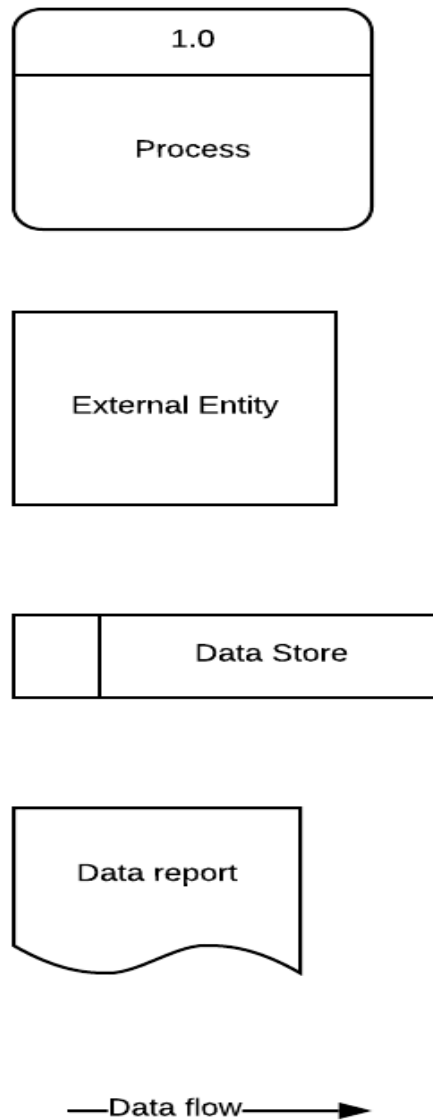 1.0
Process
External Entity
Data Store
Data report
Data flow